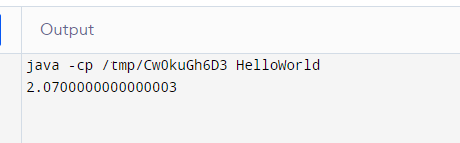 Output
java -cp /tmp/Cw0kuGh6D3 HelloWorld
2.0700000000000003